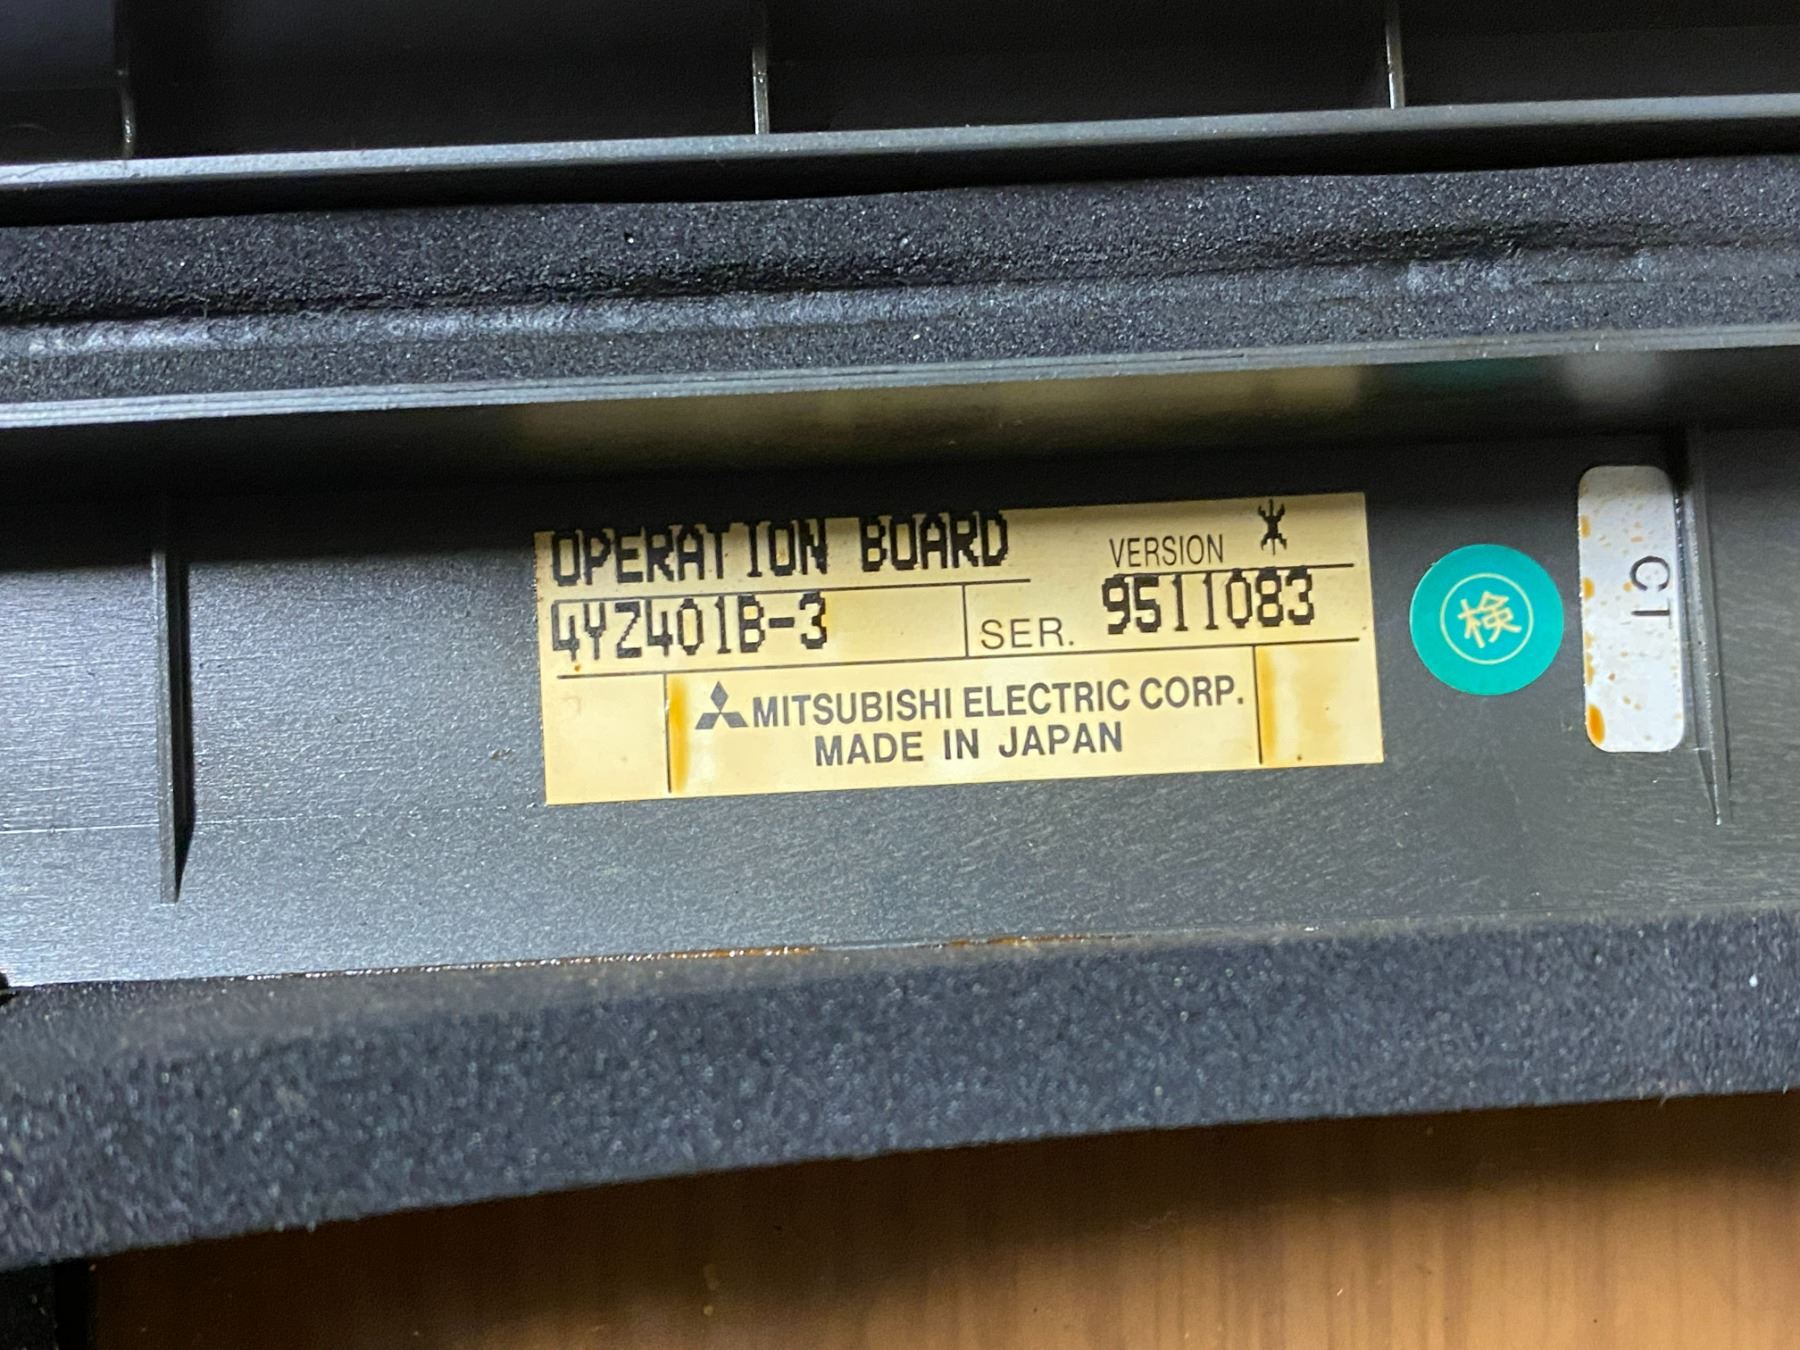 OPERATION BOARD
VERSION *
4YZ401B-3
SER. 9511083
MITSUBISHI ELECTRIC CORP.
MADE IN JAPAN
検
CT